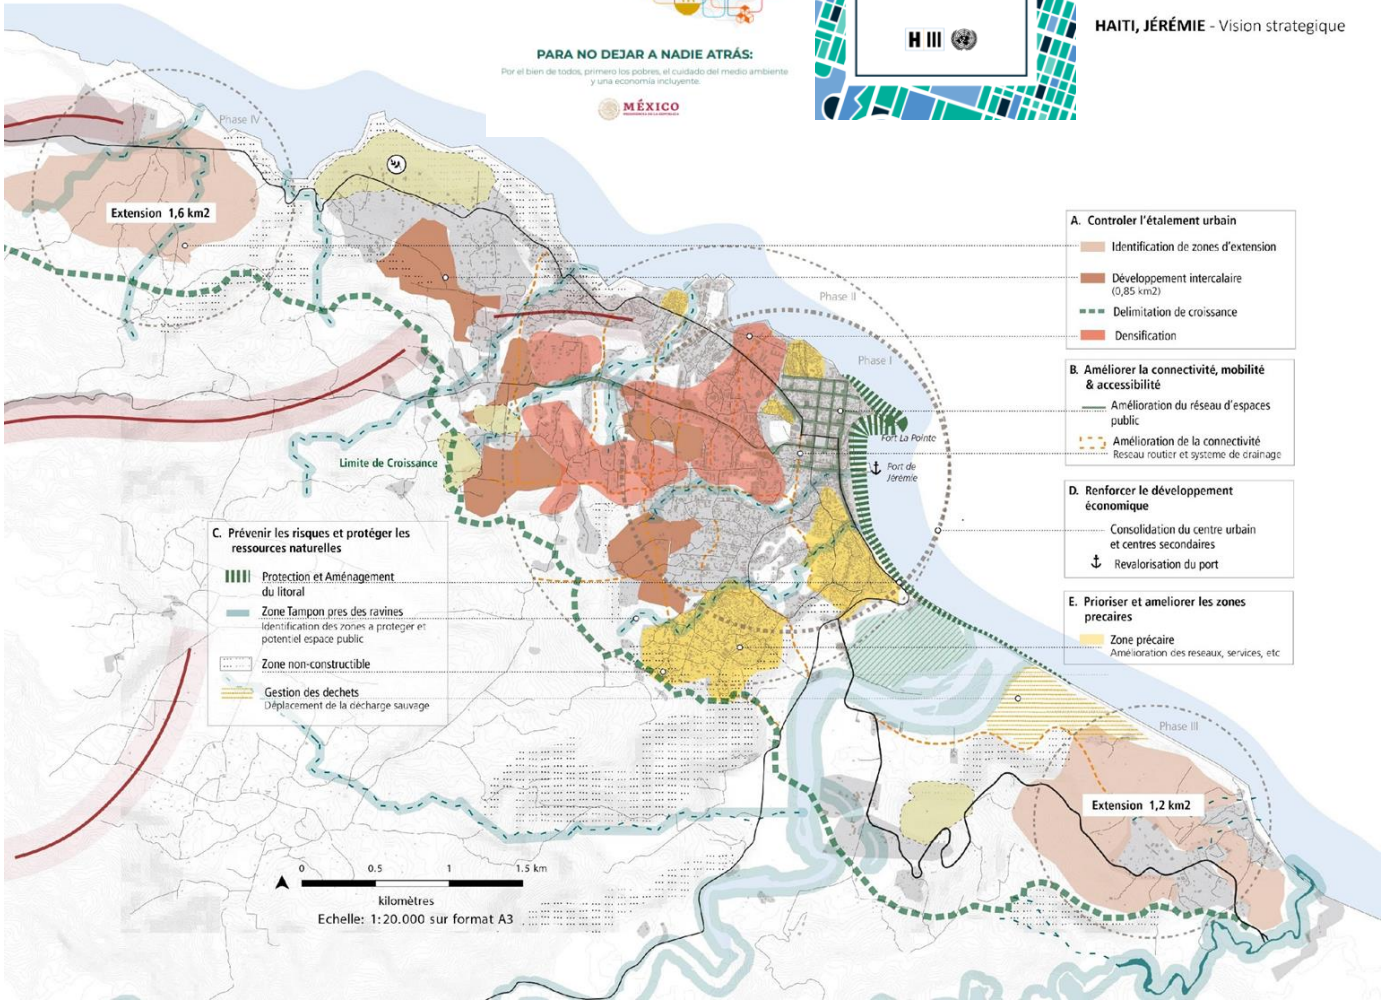 PARA NO DEJAR A NADIE ATRÁS:
Por el bien de todos, primero los pobres, el cuidado del medio ambiente
y una economía incluyente.
MÉXICO
H III
HAITI, JÉRÉMIE - Vision strategique
Phase IV
Extension 1,6 km2
Phase II
Phase I
Fort La Pointe
Port de
Jérémie
Limite de Croissance
A. Controler l'étalement urbain
Identification de zones d'extension
Développement intercalaire
(0,85 km2)
Delimitation de croissance
Densification
B. Améliorer la connectivité, mobilité
& accessibilité
Amélioration du réseau d'espaces
public
Amélioration de la connectivité
Reseau routier et systeme de drainage
D. Renforcer le développement
économique
Consolidation du centre urbain
et centres secondaires
Revalorisation du port
E. Prioriser et ameliorer les zones
precaires
Zone précaire
Amélioration des reseaux, services, etc
C. Prévenir les risques et protéger les
ressources naturelles
Protection et Aménagement
du litoral
Zone Tampon pres des ravines
Identification des zones a proteger et
potentiel espace public
Zone non-constructible
Gestion des dechets
Déplacement de la décharge sauvage
Phase III
Extension 1,2 km2
0 0.5 1 1.5 km
kilomètres
Echelle: 1:20.000 sur format A3